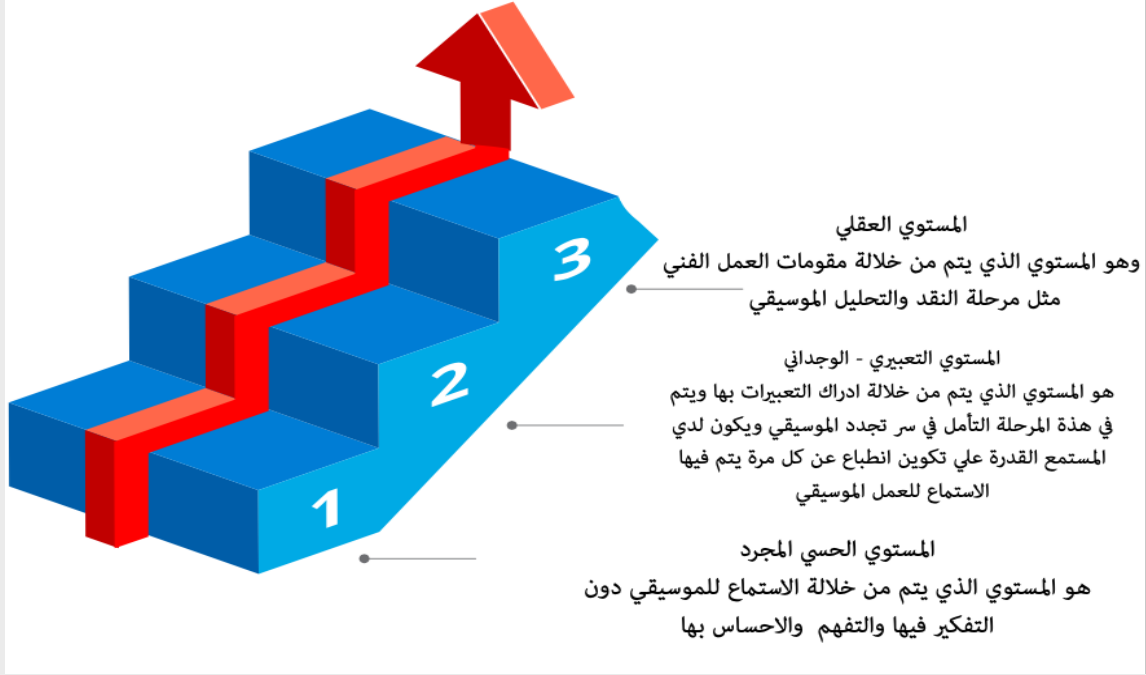 3
المستوي العقلي
وهو المستوي الذي يتم من خلالة مقومات العمل الفني
مثل مرحلة النقد والتحليل الموسيقي
2
المستوي التعبيري - الوجداني
هو المستوي الذي يتم من خلالة ادراك التعبيرات بها ويتم
في هذة المرحلة التأمل في سر تجدد الموسيقي ويكون لدي
المستمع القدرة علي تكوين انطباع عن كل مرة يتم فيها
الاستماع للعمل الموسيقي
1
المستوي الحسي المجرد
هو المستوي الذي يتم من خلالة الاستماع للموسيقي دون
التفكير فيها والتفهم والاحساس بها